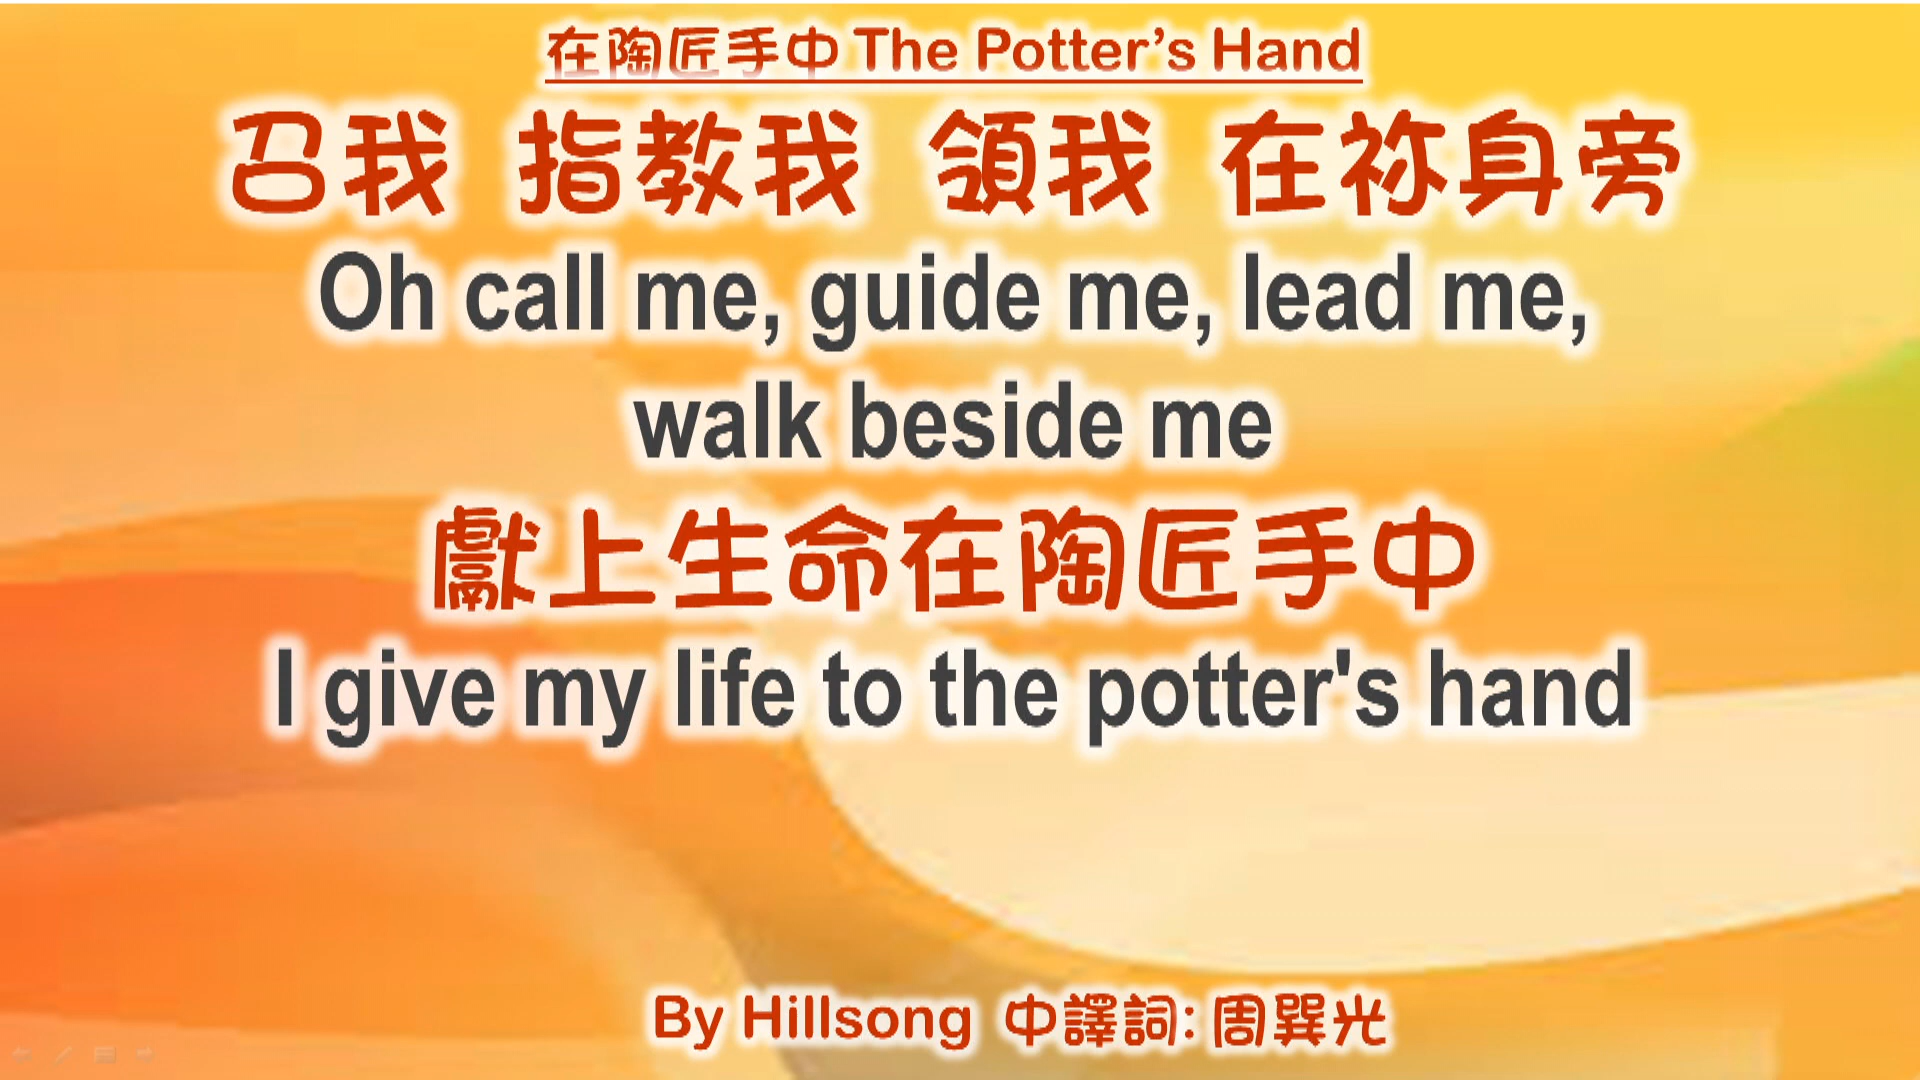 在陶匠手中 The Potter’s Hand
召我 指教我 領我 在祢身旁
Oh call me, guide me, lead me,
walk beside me
獻上生命在陶匠手中
I give my life to the potter's hand
By Hillsong 中譯詞: 周巽光